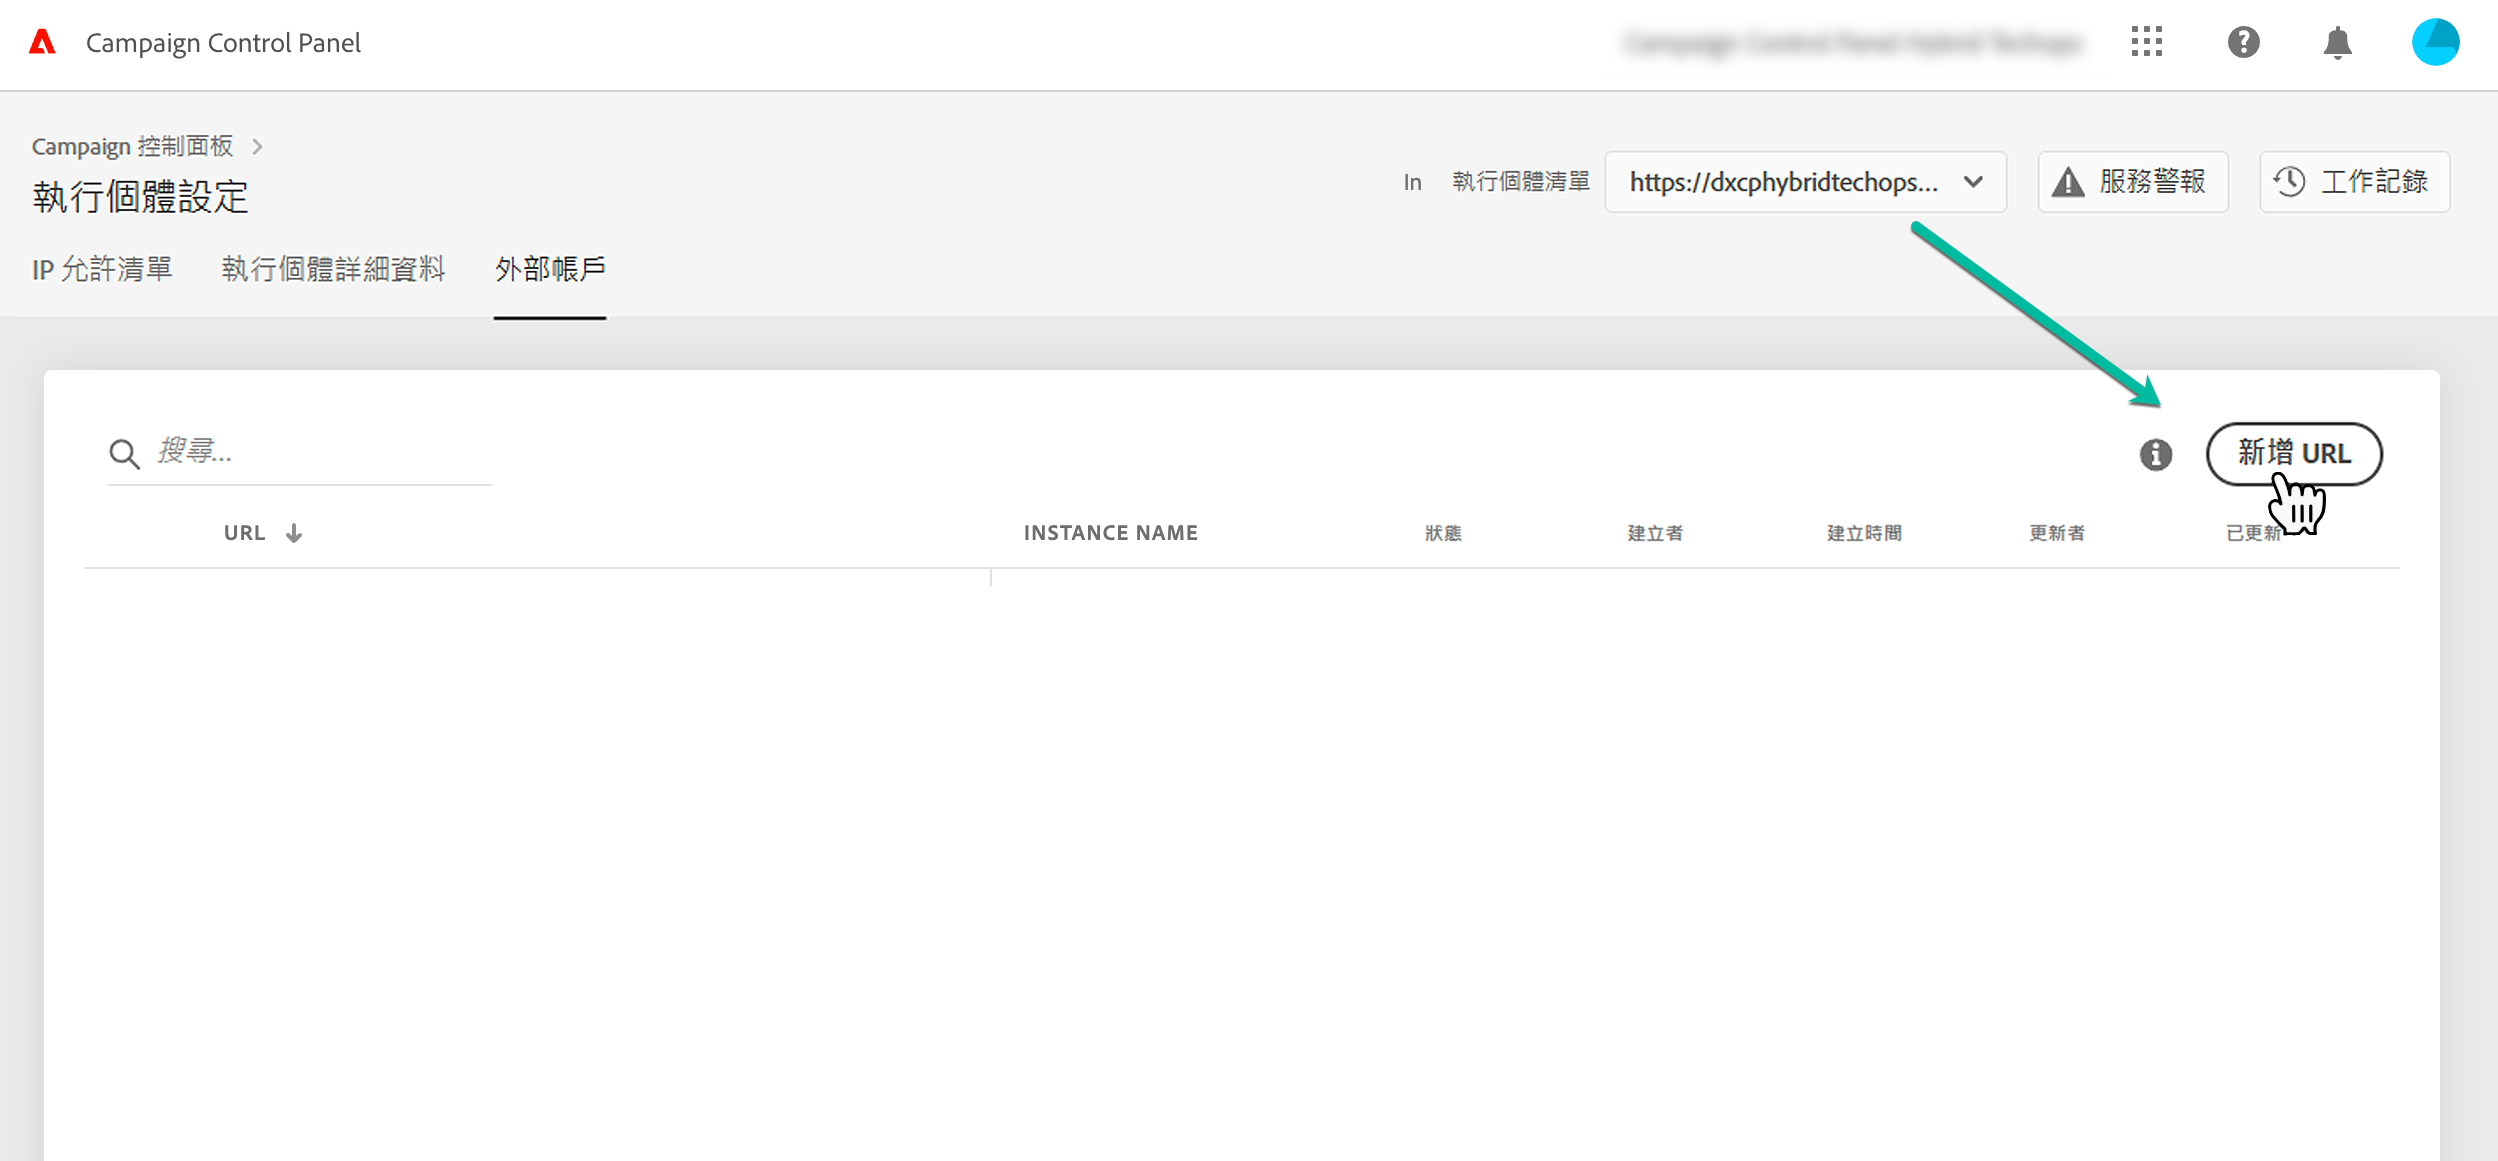 Campaign Control Panel
Campaign 控制面板
執行個體設定
In 執行個體清單 https://dxcphybridtechops... 服務警報 工作記錄
IP 允許清單 執行個體詳細資料 外部帳戶
搜尋... 新增 URL
URL INSTANCE NAME 狀態 建立者 建立時間 更新者 已更新